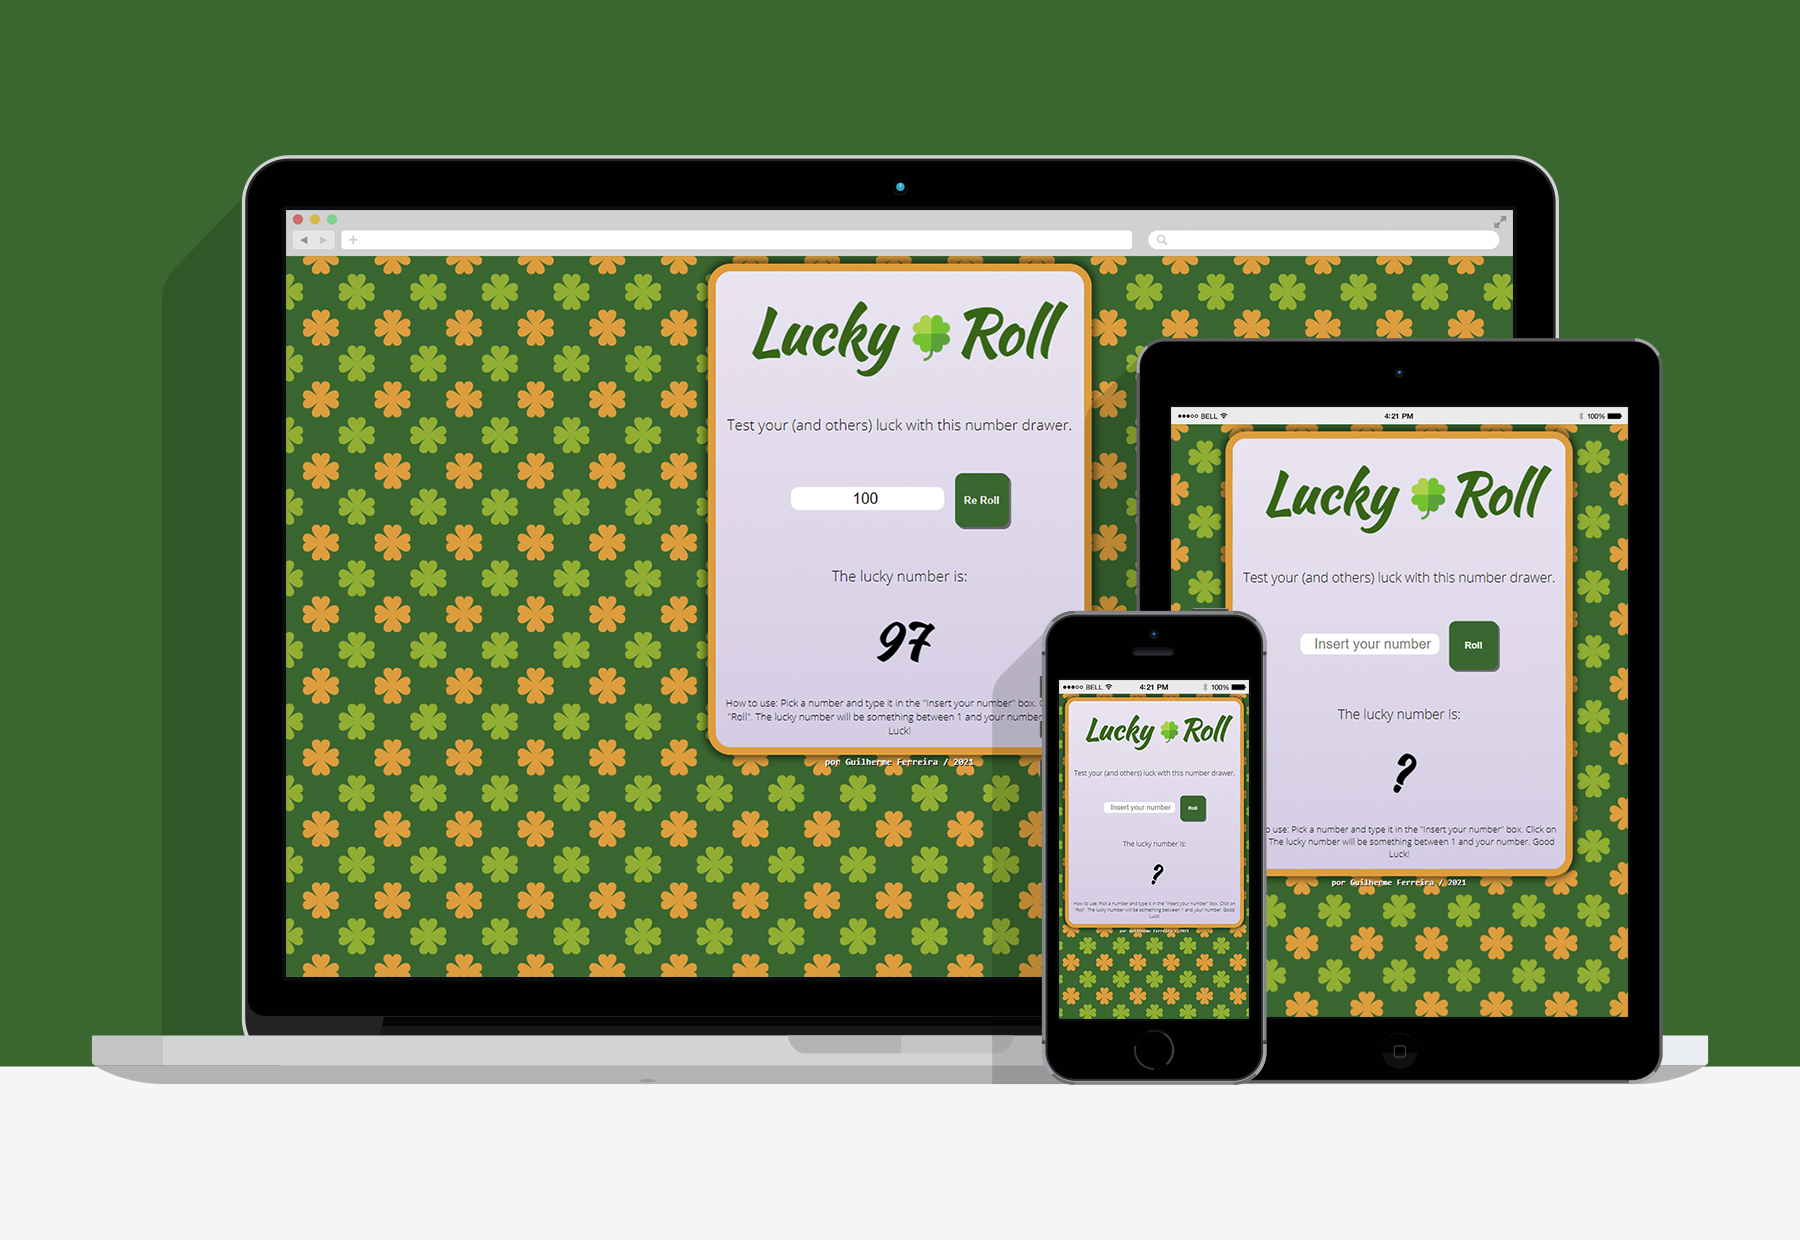 Lucky Roll
Test your (and others) luck with this number drawer.
100
Re Roll
The lucky number is:
97
How to use: Pick a number and type it in the "Insert your number" box.
"Roll". The lucky number will be something between 1 and your number
Luck!
por Guilherme Ferreira / 2021
BELL 4:21 PM 100%
Lucky Roll
Test your (and others) luck with this number drawer.
Insert your number
Roll
The lucky number is:
?
use: Pick a number and type it in the "Insert your number" box. Click on
The lucky number will be something between 1 and your number. Good
Luck!
por Guilherme Ferreira / 2021
BELL 4:21 PM 100%
Lucky Roll
Test your (and others) luck with this number drawer.
Insert your number
Roll
The lucky number is:
?
How to use: Pick a number and type it in the "Insert your number" box. Click on
"Roll". The lucky number will be something between 1 and your number. Good
Luck!
por Guilherme Ferreira / 2021